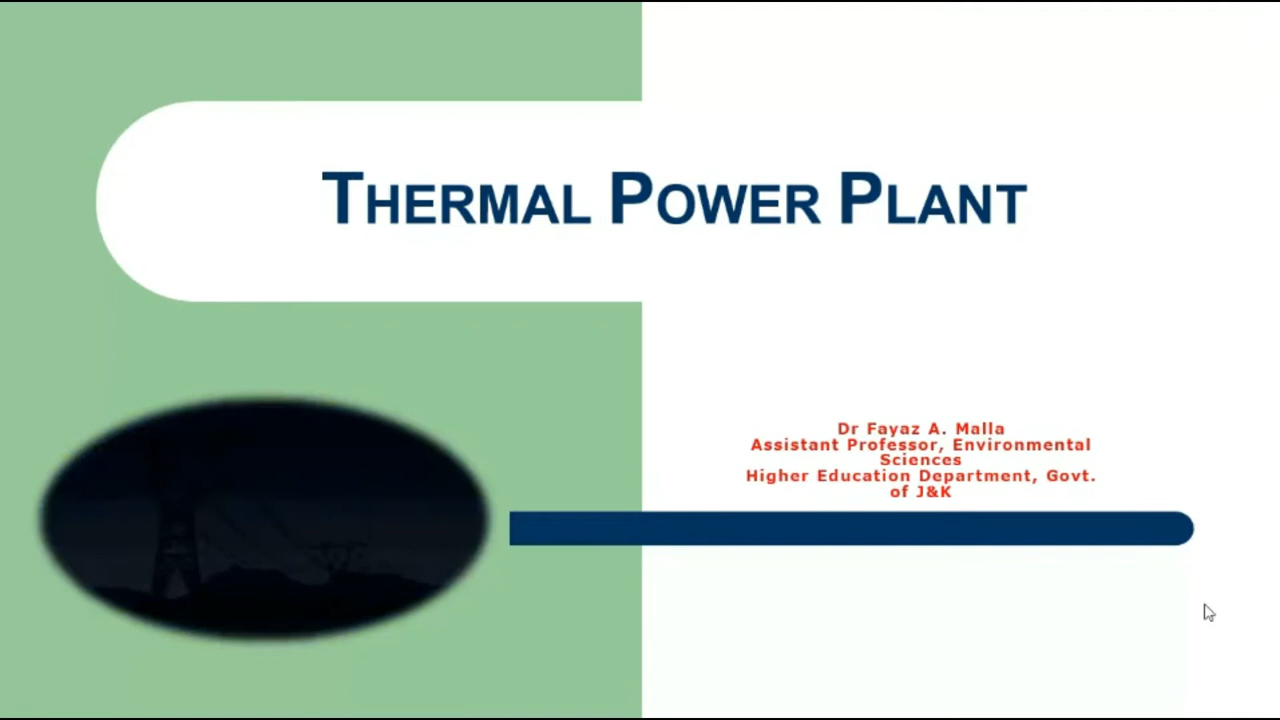 THERMAL POWER PLANT
Dr Fayaz A. Malla
Assistant Professor, Environmental
Sciences
Higher Education Department, Govt.
of J&K